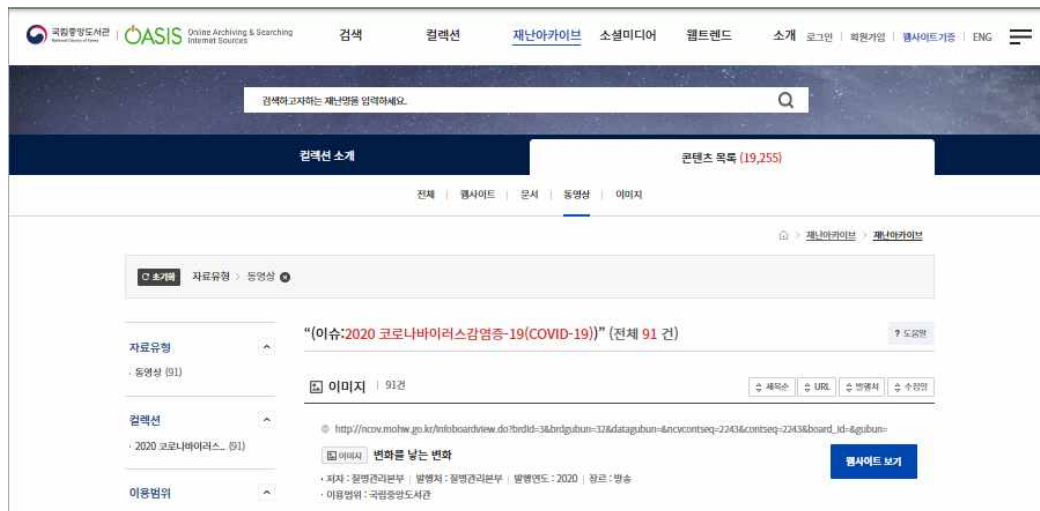 국립중앙도서관 OASIS Online Archiving & Searching Internet Sources
검색 컬렉션 재난아카이브 소셜미디어 웹트렌드 소개 로그인 회원가입 웹사이트기증 ENG
검색하고자하는 재난명을 입력하세요.
컬렉션 소개 콘텐츠 목록 (19,255)
전체 웹사이트 문서 동영상 이미지
재난아카이브 > 재난아카이브
초기화 자료유형 > 동영상
"(이슈:2020 코로나바이러스감염증-19(COVID-19))" (전체 91 건)
? 도움말
자료유형
· 동영상 (91)
이미지 91건
제목순 URL 발행처 수집일
컬렉션
· 2020 코로나바이러스... (91)
http://ncov.mohw.go.kr/infoboardview.do?brdid=3&brdgubun=32&datagubun=&ncvcontseq=2243&contseq=2243&board_id=&gubun=
이미지 변화를 낳는 변화
웹사이트 보기
· 저자 : 질병관리본부 | 발행처 : 질병관리본부 | 발행연도 : 2020 | 장르 : 방송
· 이용범위 : 국립중앙도서관
이용범위